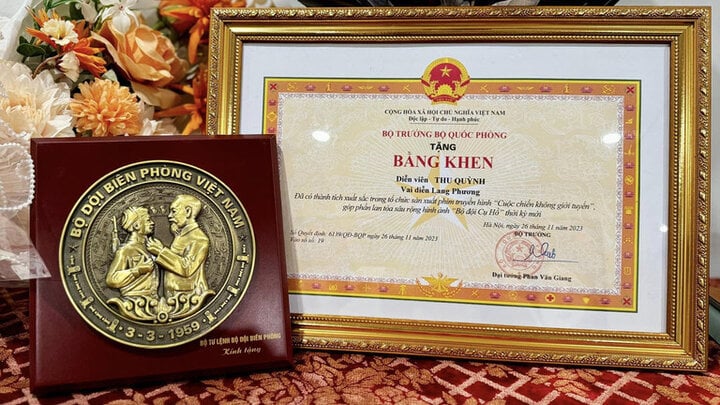 BỘ ĐỘI BIÊN PHÒNG VIỆT NAM
3-3-1959
BỘ TƯ LỆNH BỘ ĐỘI BIÊN PHÒNG
Kính tặng
CỘNG HÒA XÃ HỘI CHỦ NGHĨA VIỆT NAM
Độc lập - Tự do - Hạnh phúc
BỘ TRƯỞNG BỘ QUỐC PHÒNG
TẶNG
BẰNG KHEN
Diễn viên THU QUỲNH
Vai diễn Lang Phương
Đã có thành tích xuất sắc trong tổ chức sản xuất phim truyền hình “Cuộc chiến không giới tuyến”,
góp phần lan tỏa sâu rộng hình ảnh “Bộ đội Cụ Hồ” thời kỳ mới
Hà Nội, ngày 26 tháng 11 năm 2023
Số Quyết định: 6139/QĐ-BQP ngày 26 tháng 11 năm 2023
Vào sổ số: 19
BỘ TRƯỞNG
Đại tướng Phan Văn Giang